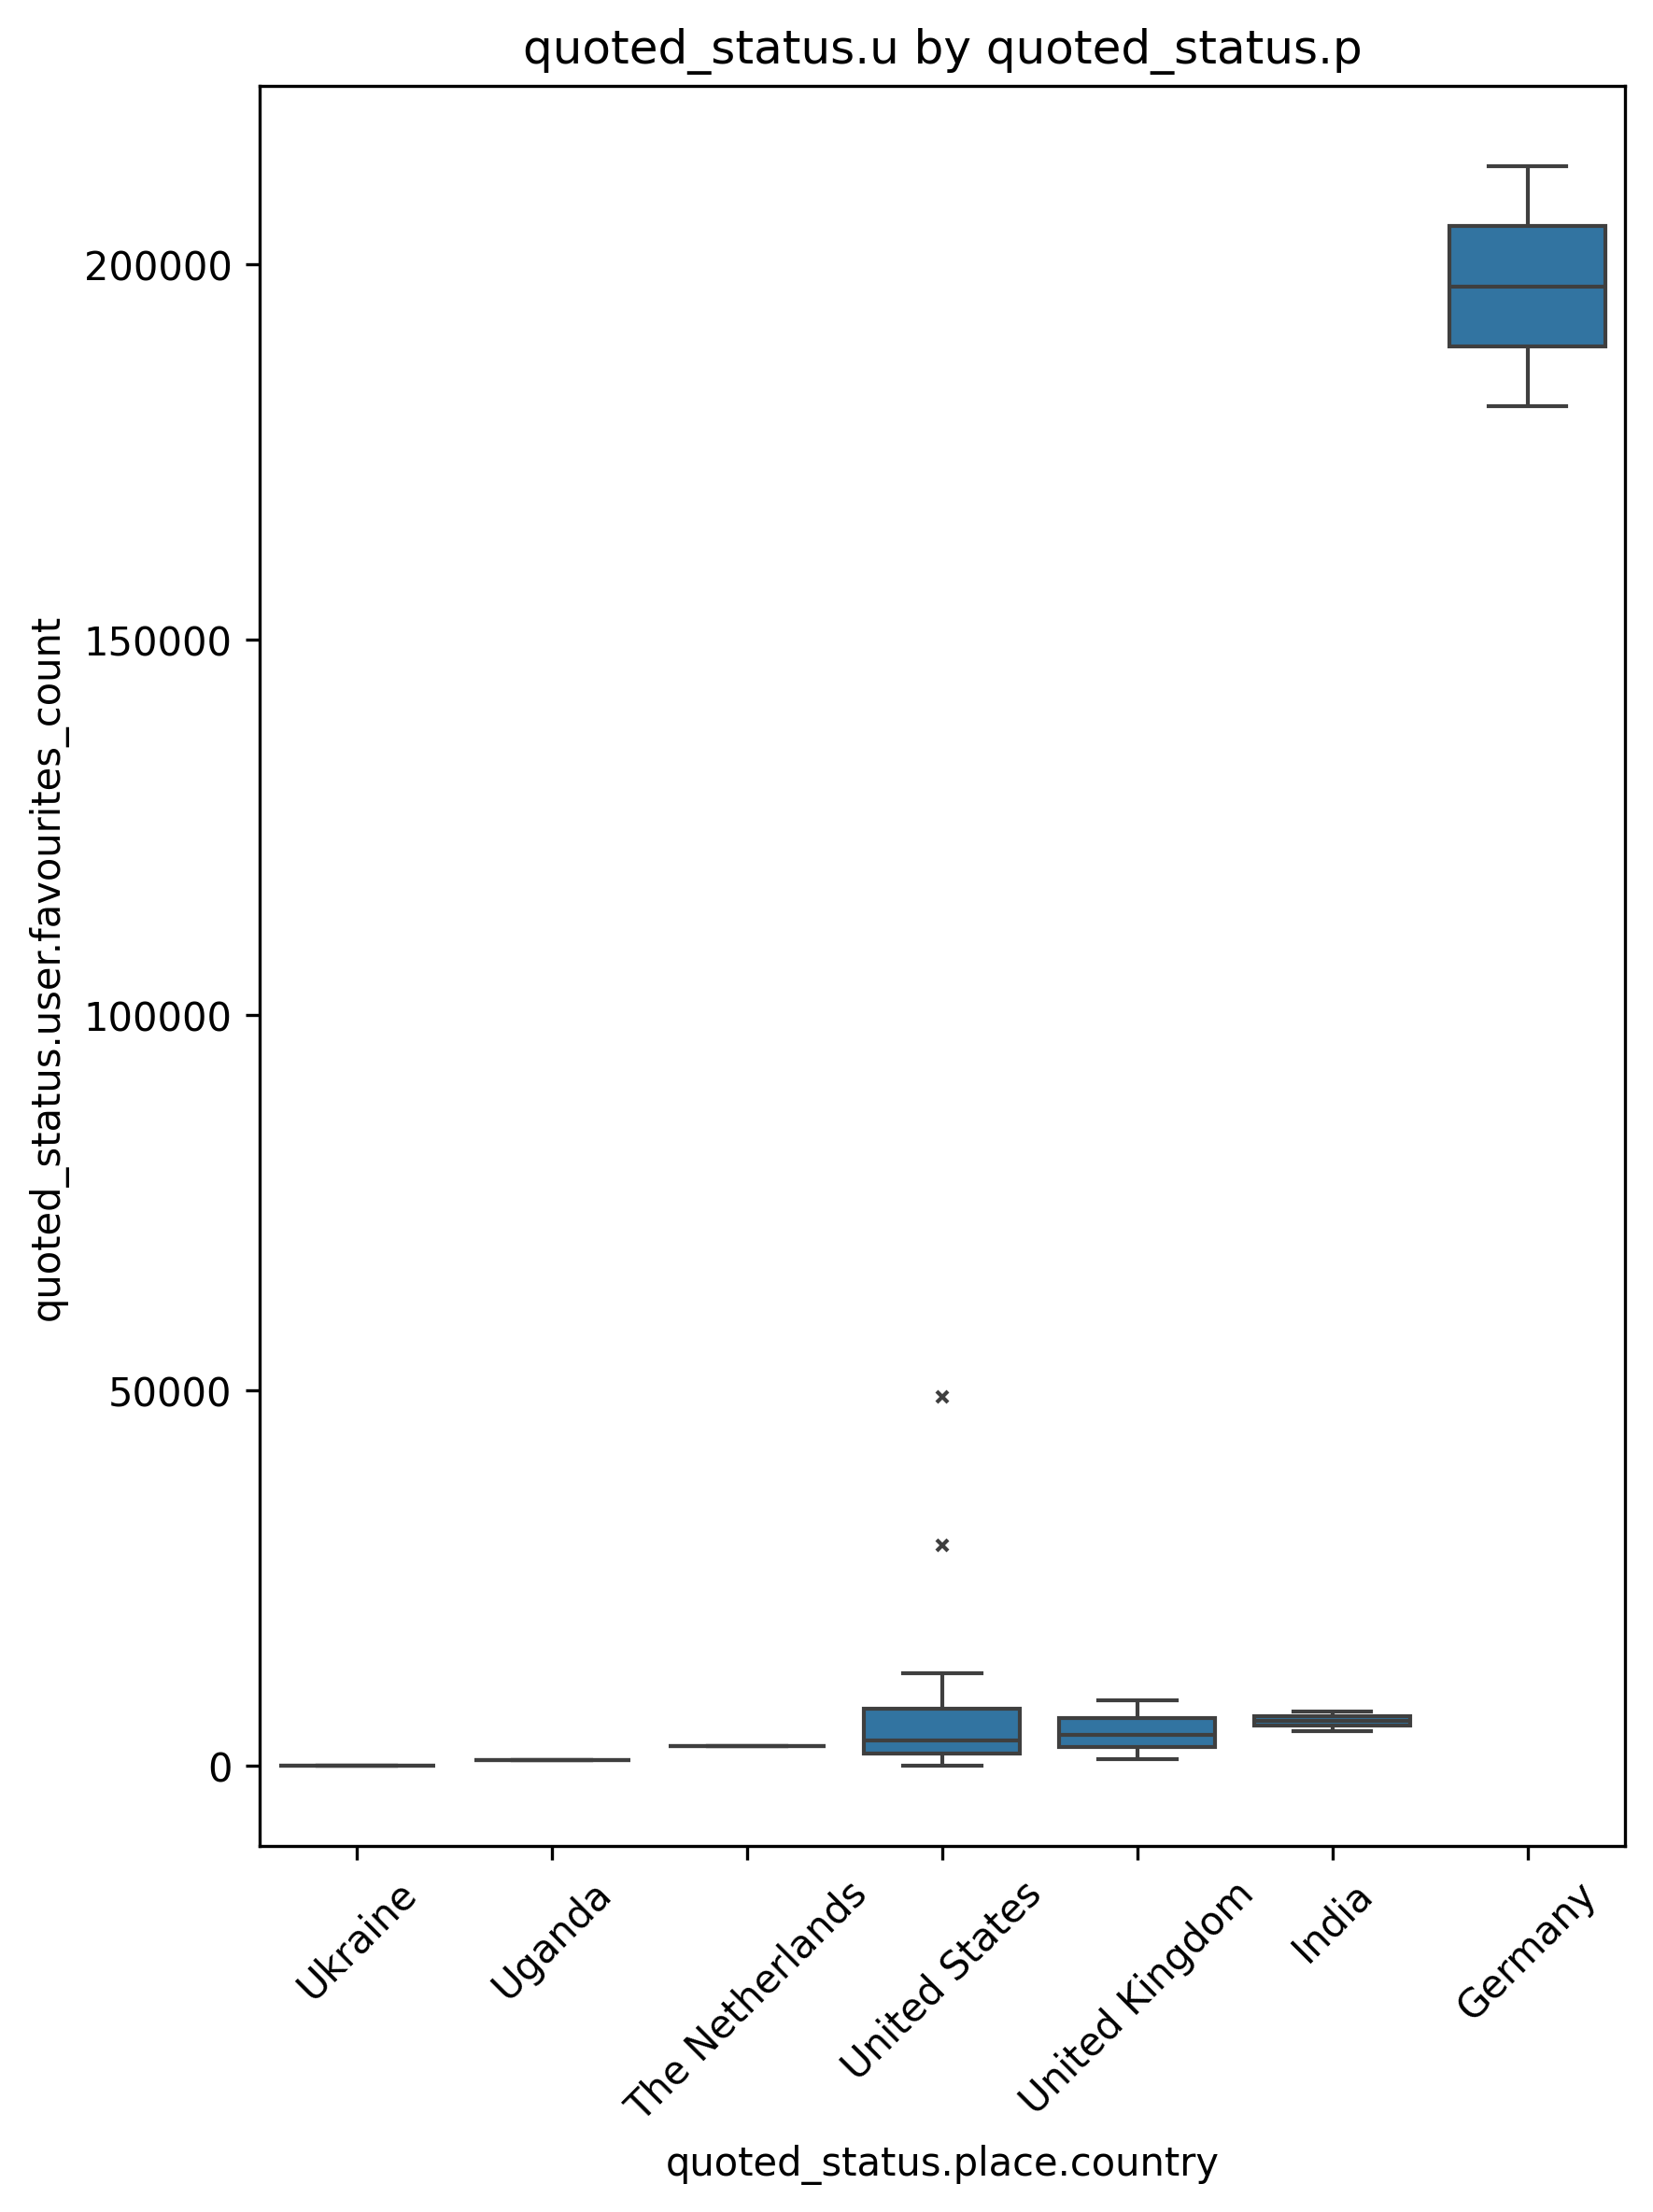 quoted_status.u by quoted_status.p
quoted_status.user.favourites_count
200000
150000
100000
50000
0
Ukraine
Uganda
The Netherlands
United States
United Kingdom
India
Germany
quoted_status.place.country